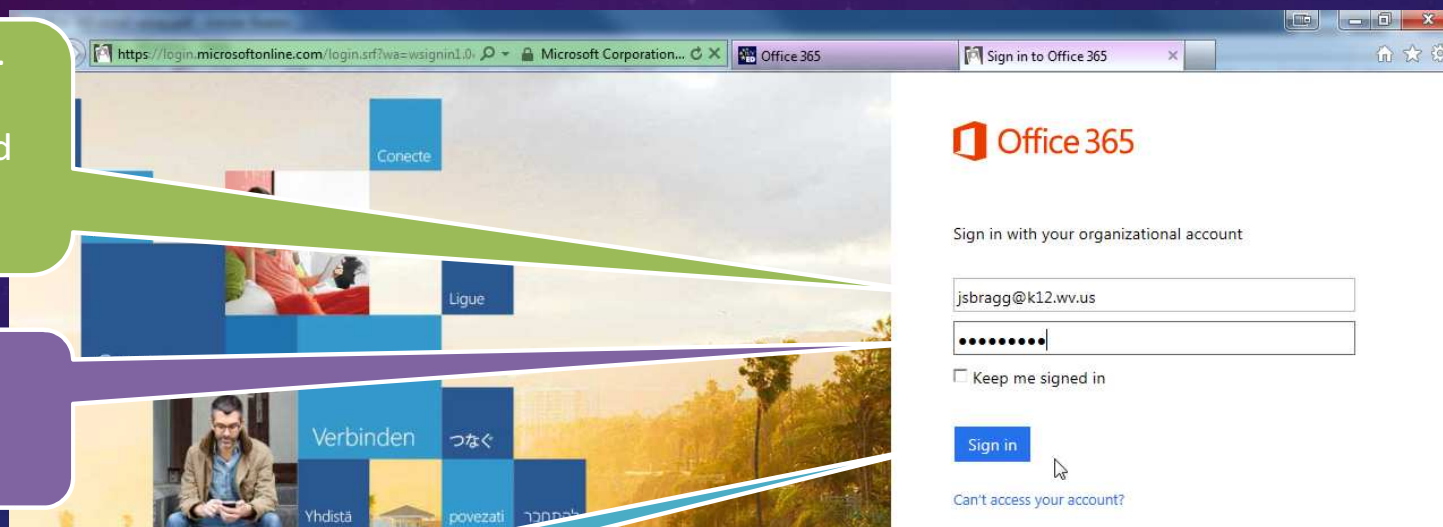 https://login.microsoftonline.com/login.srf?wa=wsignin1.0
Microsoft Corporation...
Office 365
Sign in to Office 365
d
Conecte
Office 365
Sign in with your organizational account
Ligue
jsbragg@k12.wv.us
Keep me signed in
Verbinden
つなぐ
Sign in
Can't access your account?
Yhdistä
povezati
להתחבר